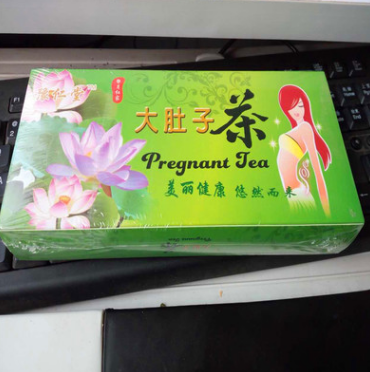 大肚子茶
Pregnant Tea
美丽健康 悠然而来